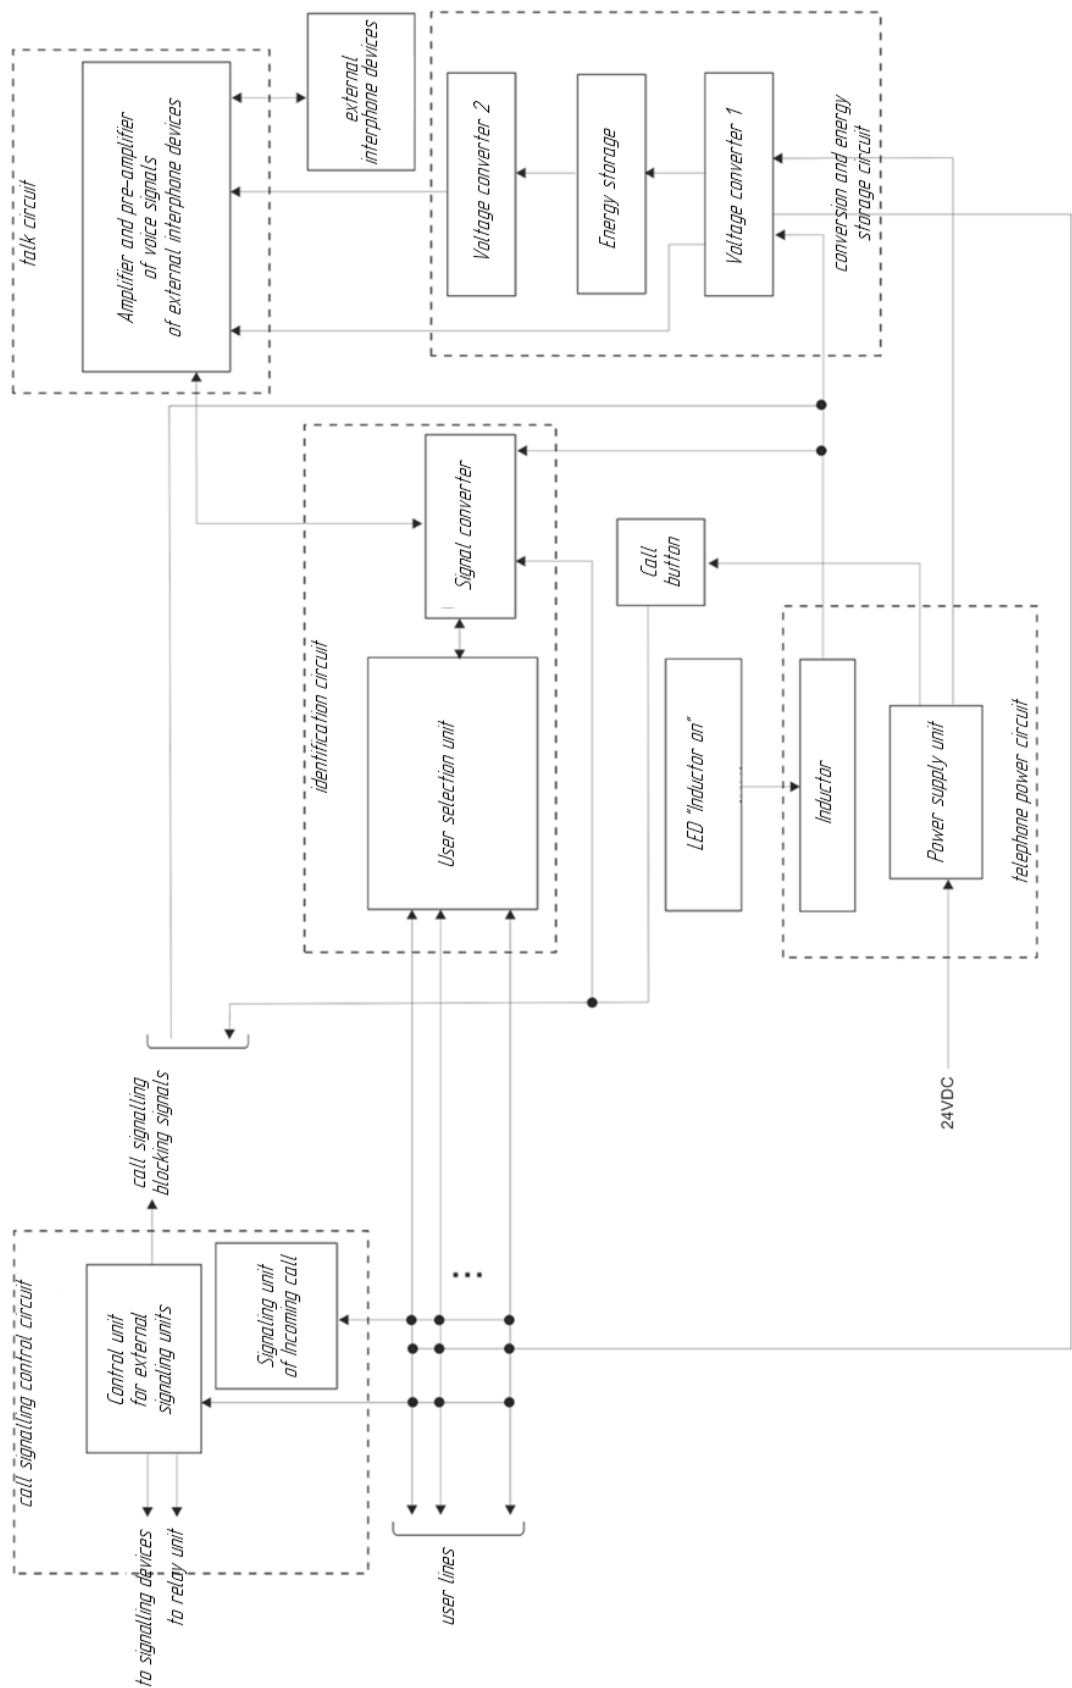 call signalling control circuit
Control unit
for external
signaling units
Signaling unit
of Incoming call
to signalling devices
to relay unit
call signalling
blocking signals
user lines
talk circuit
Amplifier and pre-amplifier
of voice signals
of external interphone devices
external
interphone devices
identification circuit
User selection unit
Signal converter
Voltage converter 2
Energy storage
Voltage converter 1
conversion and energy
storage circuit
Call
button
LED "Inductor on"
Inductor
Power supply unit
telephone power circuit
24VDC